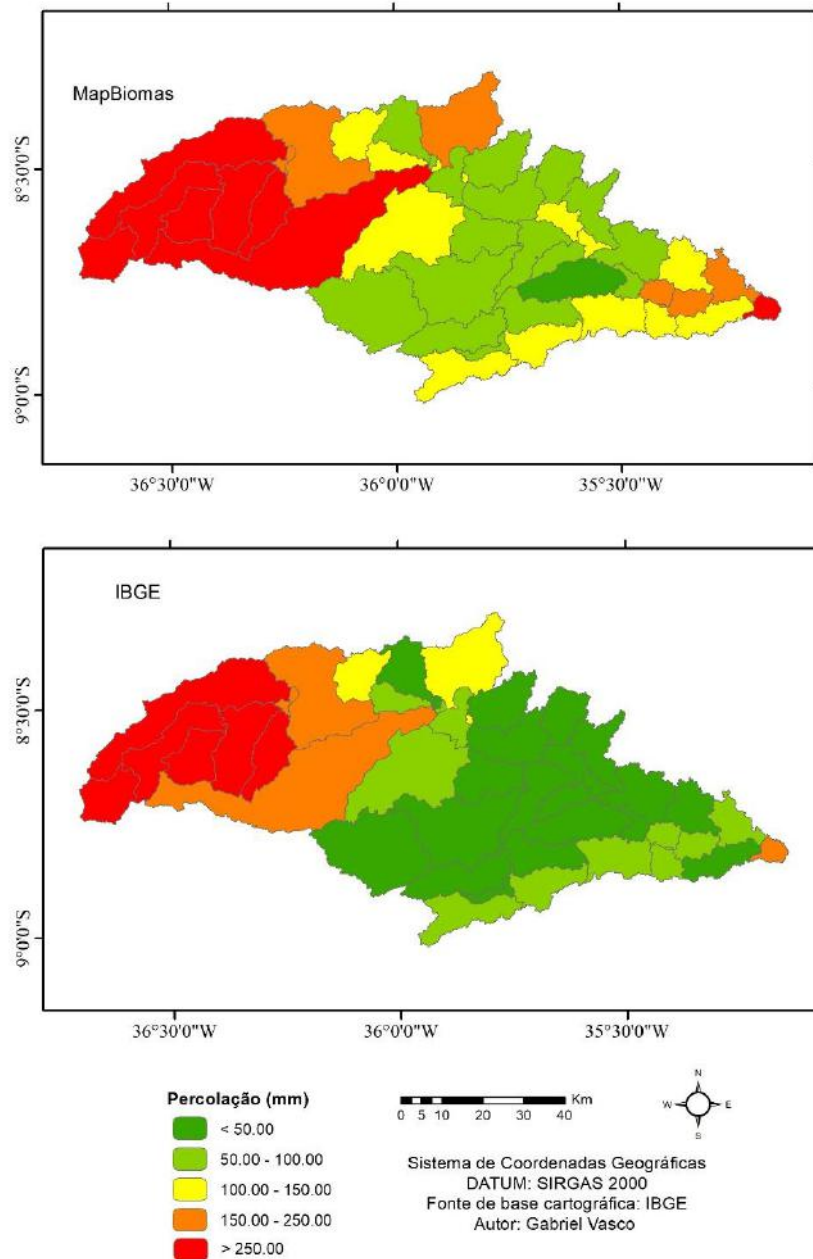 MapBiomas
8°30'0"S
9°0'0"S
36°30'0"W 36°0'0"W 35°30'0"W
IBGE
8°30'0"S
9°0'0"S
36°30'0"W 36°0'0"W 35°30'0"W
Percolação (mm)
< 50.00
50.00 - 100.00
100.00 - 150.00
150.00 - 250.00
> 250.00
Km
0 5 10 20 30 40
N
W E
S
Sistema de Coordenadas Geográficas
DATUM: SIRGAS 2000
Fonte de base cartográfica: IBGE
Autor: Gabriel Vasco